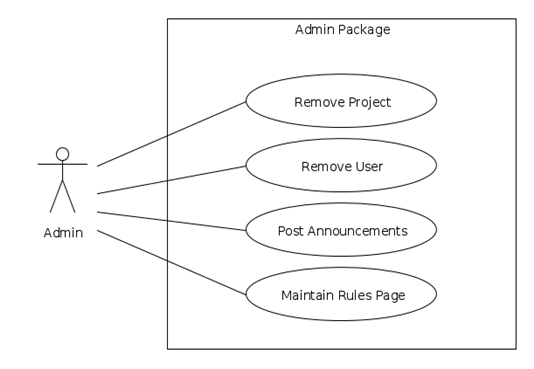 Admin Package
Remove Project
Remove User
Post Announcements
Maintain Rules Page
Admin